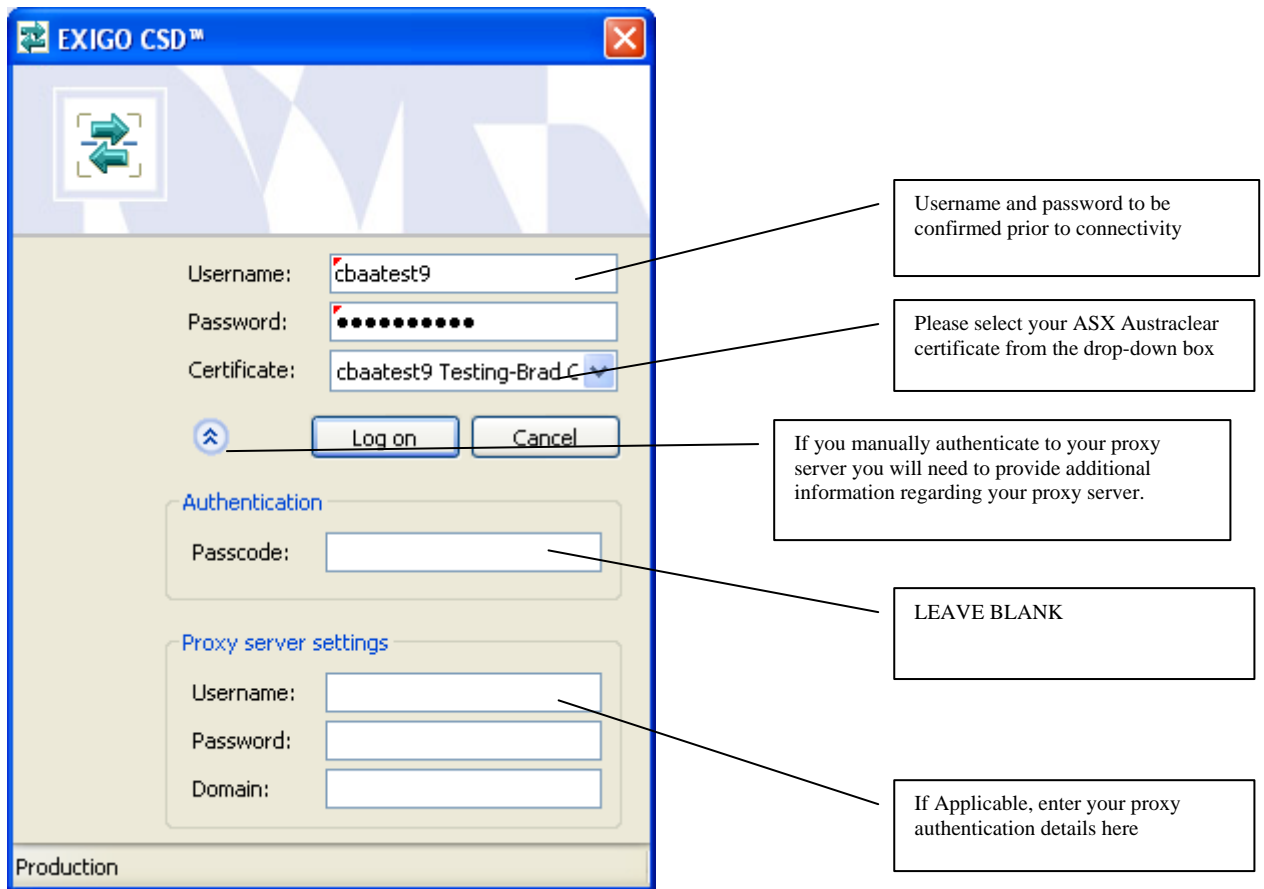 EXIGO CSD™
Username: cbaatest9
Password: ●●●●●●●●●●
Certificate: cbaatest9 Testing-Brad C
Log on Cancel
Authentication
Passcode:
Proxy server settings
Username:
Password:
Domain:
Production
Username and password to be
confirmed prior to connectivity
Please select your ASX Austraclear
certificate from the drop-down box
If you manually authenticate to your proxy
server you will need to provide additional
information regarding your proxy server.
LEAVE BLANK
If Applicable, enter your proxy
authentication details here